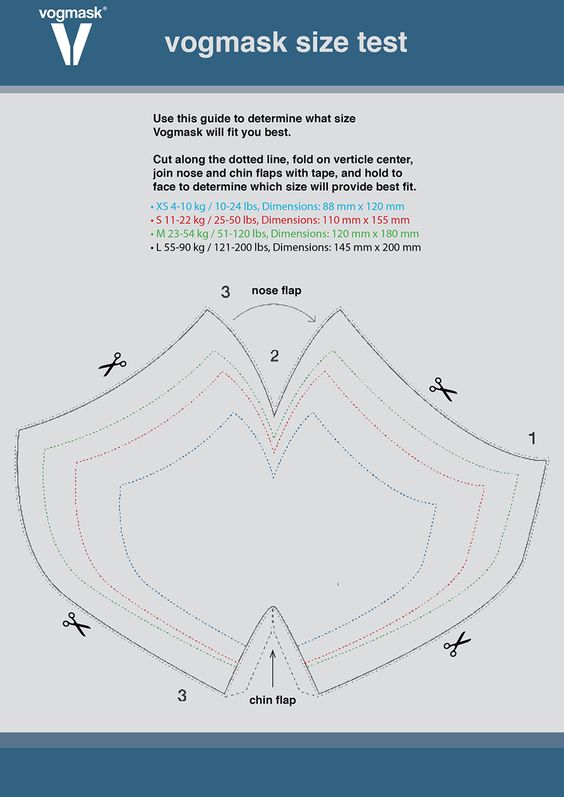 vogmask®
vogmask size test
Use this guide to determine what size
Vogmask will fit you best.
Cut along the dotted line, fold on verticle center,
join nose and chin flaps with tape, and hold to
face to determine which size will provide best fit.
• XS 4-10 kg / 10-24 lbs, Dimensions: 88 mm x 120 mm
• S 11-22 kg / 25-50 lbs, Dimensions: 110 mm x 155 mm
• M 23-54 kg / 51-120 lbs, Dimensions: 120 mm x 180 mm
• L 55-90 kg / 121-200 lbs, Dimensions: 145 mm x 200 mm
3 nose flap
2
1
3
chin flap